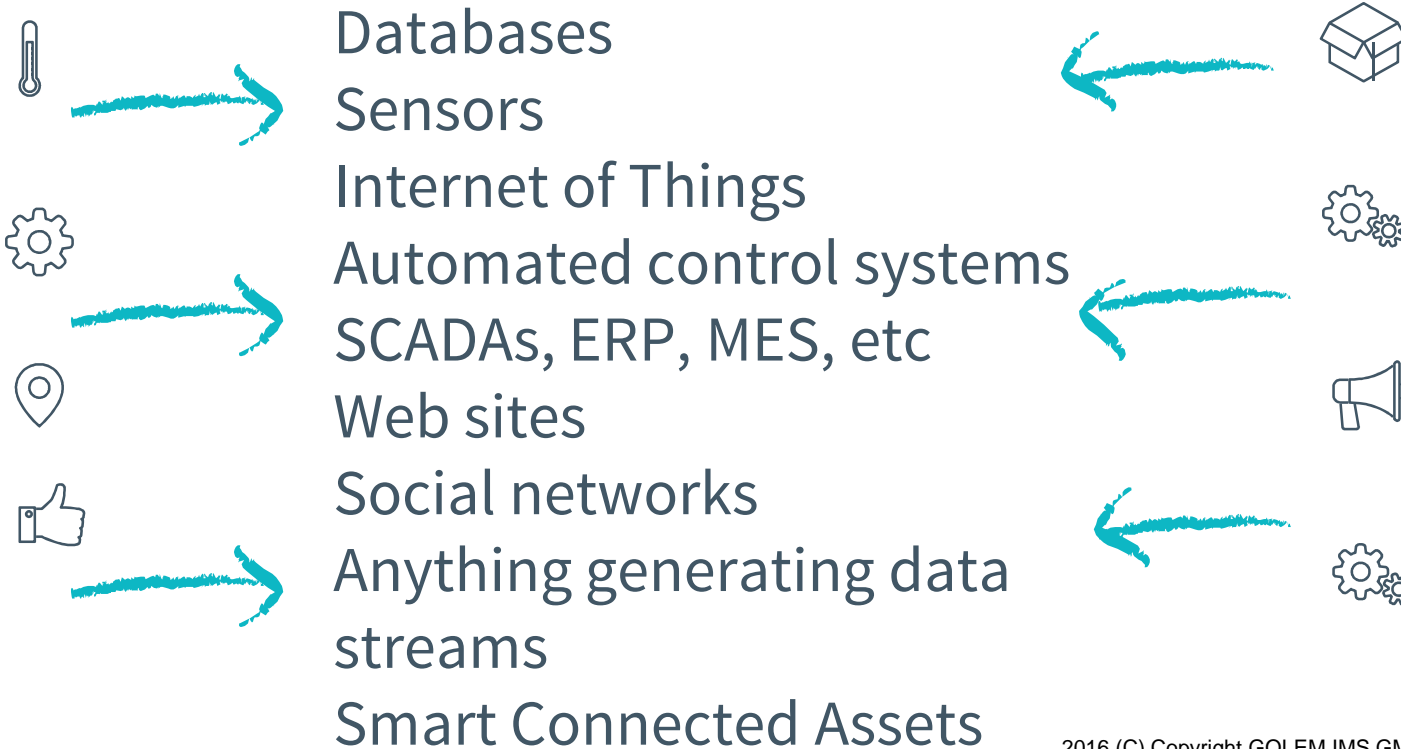 Databases
Sensors
Internet of Things
Automated control systems
SCADAs, ERP, MES, etc
Web sites
Social networks
Anything generating data
streams
Smart Connected Assets
2016 (C) Copyright GOLEM IMS GM